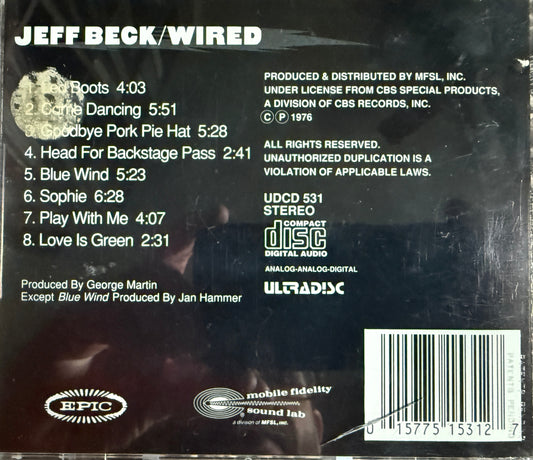 JEFF BECK/WIRED
1. Led Boots 4:03
2. Come Dancing 5:51
3. Goodbye Pork Pie Hat 5:28
4. Head For Backstage Pass 2:41
5. Blue Wind 5:23
6. Sophie 6:28
7. Play With Me 4:07
8. Love Is Green 2:31
Produced By George Martin
Except Blue Wind Produced By Jan Hammer
PRODUCED & DISTRIBUTED BY MFSL, INC.
UNDER LICENSE FROM CBS SPECIAL PRODUCTS,
A DIVISION OF CBS RECORDS, INC.
©℗ 1976
ALL RIGHTS RESERVED.
UNAUTHORIZED DUPLICATION IS A
VIOLATION OF APPLICABLE LAWS.
UDCD 531
STEREO
COMPACT
disc
DIGITAL AUDIO
ANALOG-ANALOG-DIGITAL
ULTRADISC
EPIC
mobile fidelity
sound lab
a division of MFSL, INC.
0 15775 15312 7